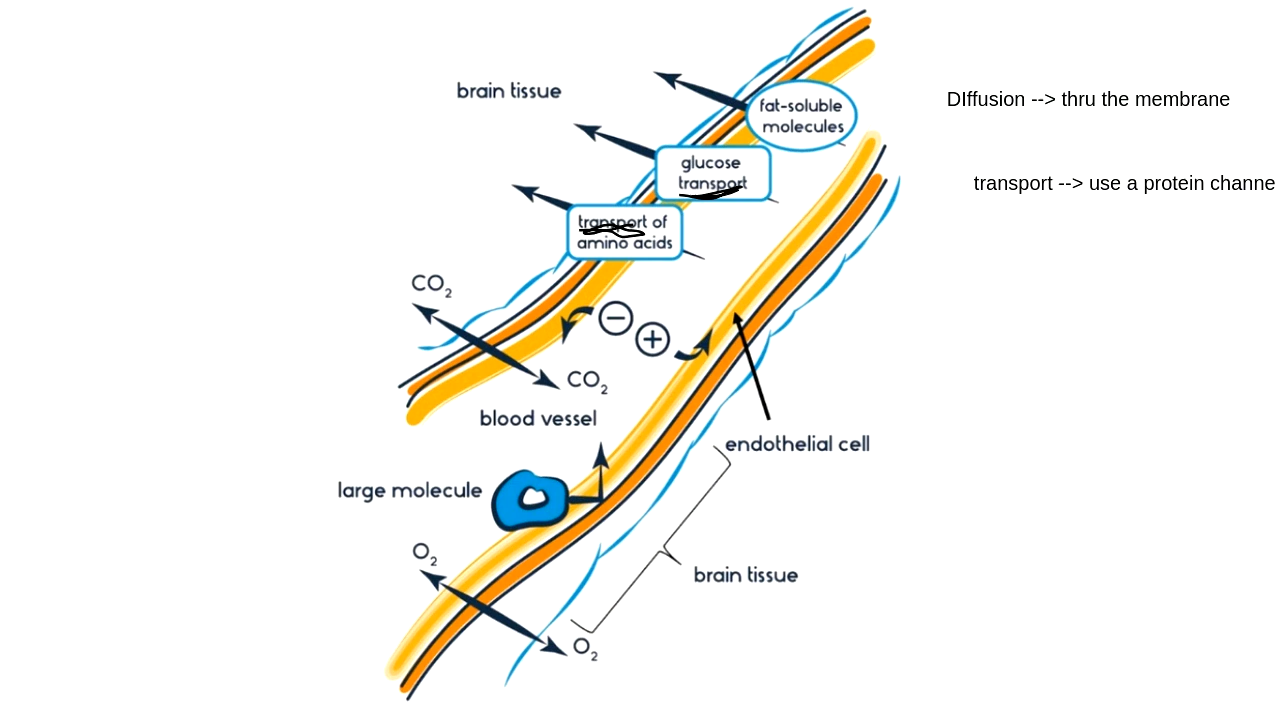 brain tissue
fat-soluble
molecules
DIffusion --> thru the membrane
glucose
transport
transport --> use a protein channe
transport of
amino acids
CO2
−
+
CO2
blood vessel
endothelial cell
large molecule
O2
brain tissue
O2